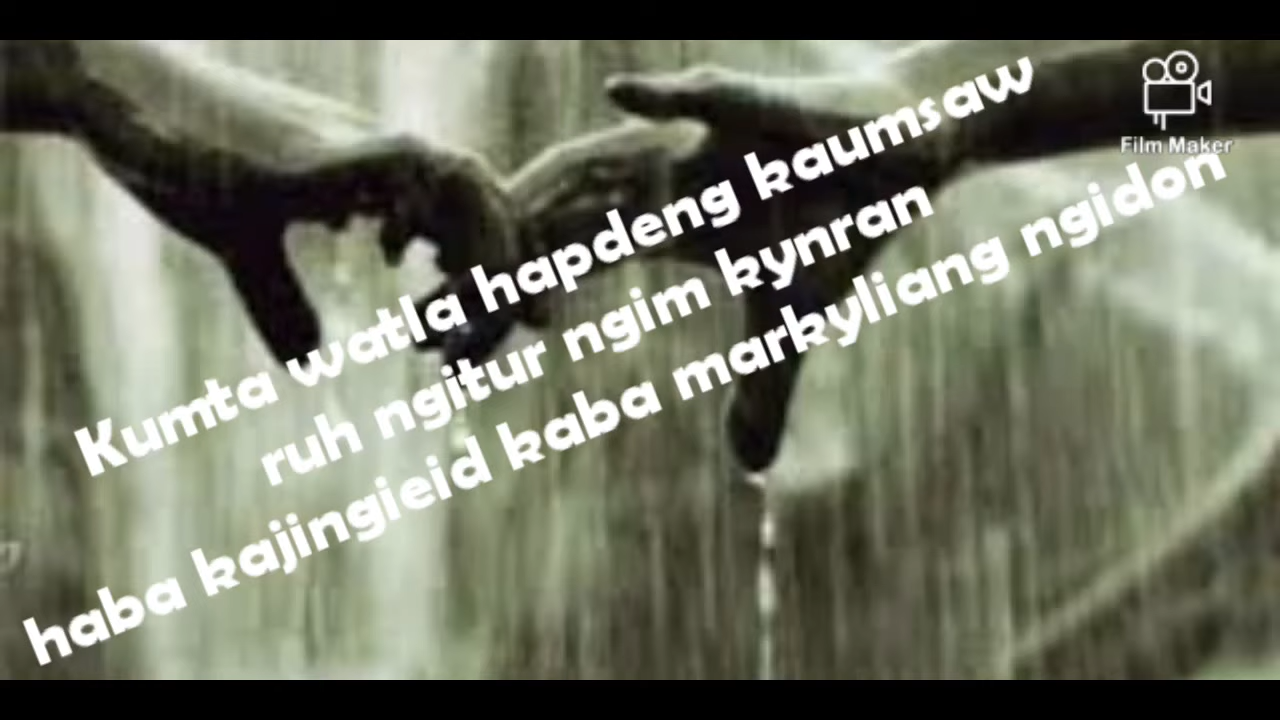 Film Maker
Kumta watla hapdeng kaumsaw
ruh ngitur ngim kynran
haba kajingieid kaba markyliang ngidon